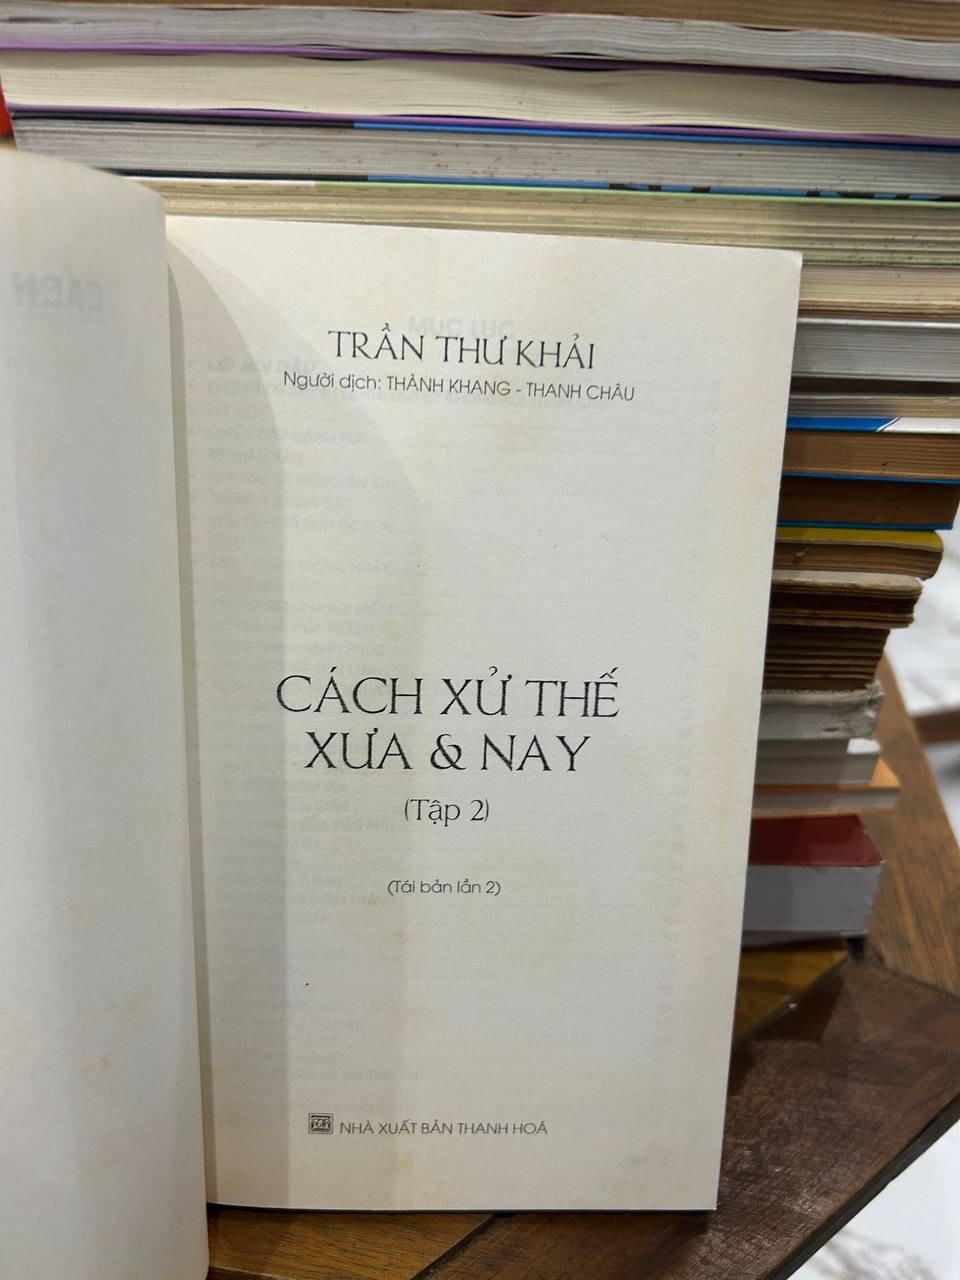 TRẦN THƯ KHẢI
Người dịch: THÀNH KHANG - THANH CHÂU
CÁCH XỬ THẾ
XƯA & NAY
(Tập 2)
(Tái bản lần 2)
NHÀ XUẤT BẢN THANH HOÁ